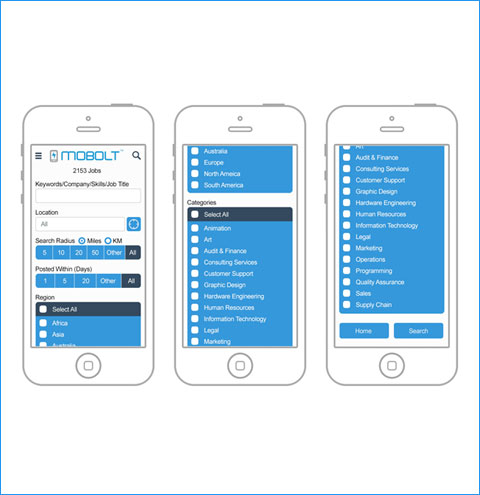 MOBOLT™
2153 Jobs
Keywords/Company/Skills/Job Title
Location
All
Search Radius Miles KM
5 10 20 50 Other All
Posted Within (Days)
1 5 20 Other All
Region
Select All
Africa
Asia
Australia
Australia
Europe
North Ameica
South America
Categories
Select All
Animation
Art
Audit & Finance
Consulting Services
Customer Support
Graphic Design
Hardware Engineering
Human Resources
Information Technology
Legal
Marketing
Art
Audit & Finance
Consulting Services
Customer Support
Graphic Design
Hardware Engineering
Human Resources
Information Technology
Legal
Marketing
Operations
Programming
Quality Assurance
Sales
Supply Chain
Home Search